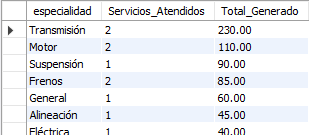 especialidad Servicios_Atendidos Total_Generado
Transmisión 2 230.00
Motor 2 110.00
Suspensión 1 90.00
Frenos 2 85.00
General 1 60.00
Alineación 1 45.00
Eléctrica 1 40.00